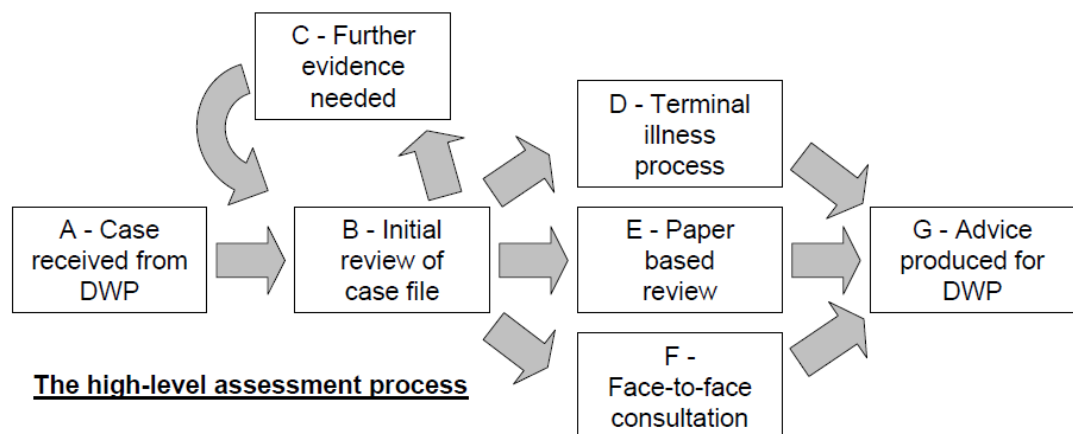 C - Further
evidence
needed
D - Terminal
illness
process
A - Case
received from
DWP
B - Initial
review of
case file
E - Paper
based
review
G - Advice
produced for
DWP
F -
Face-to-face
consultation
The high-level assessment process